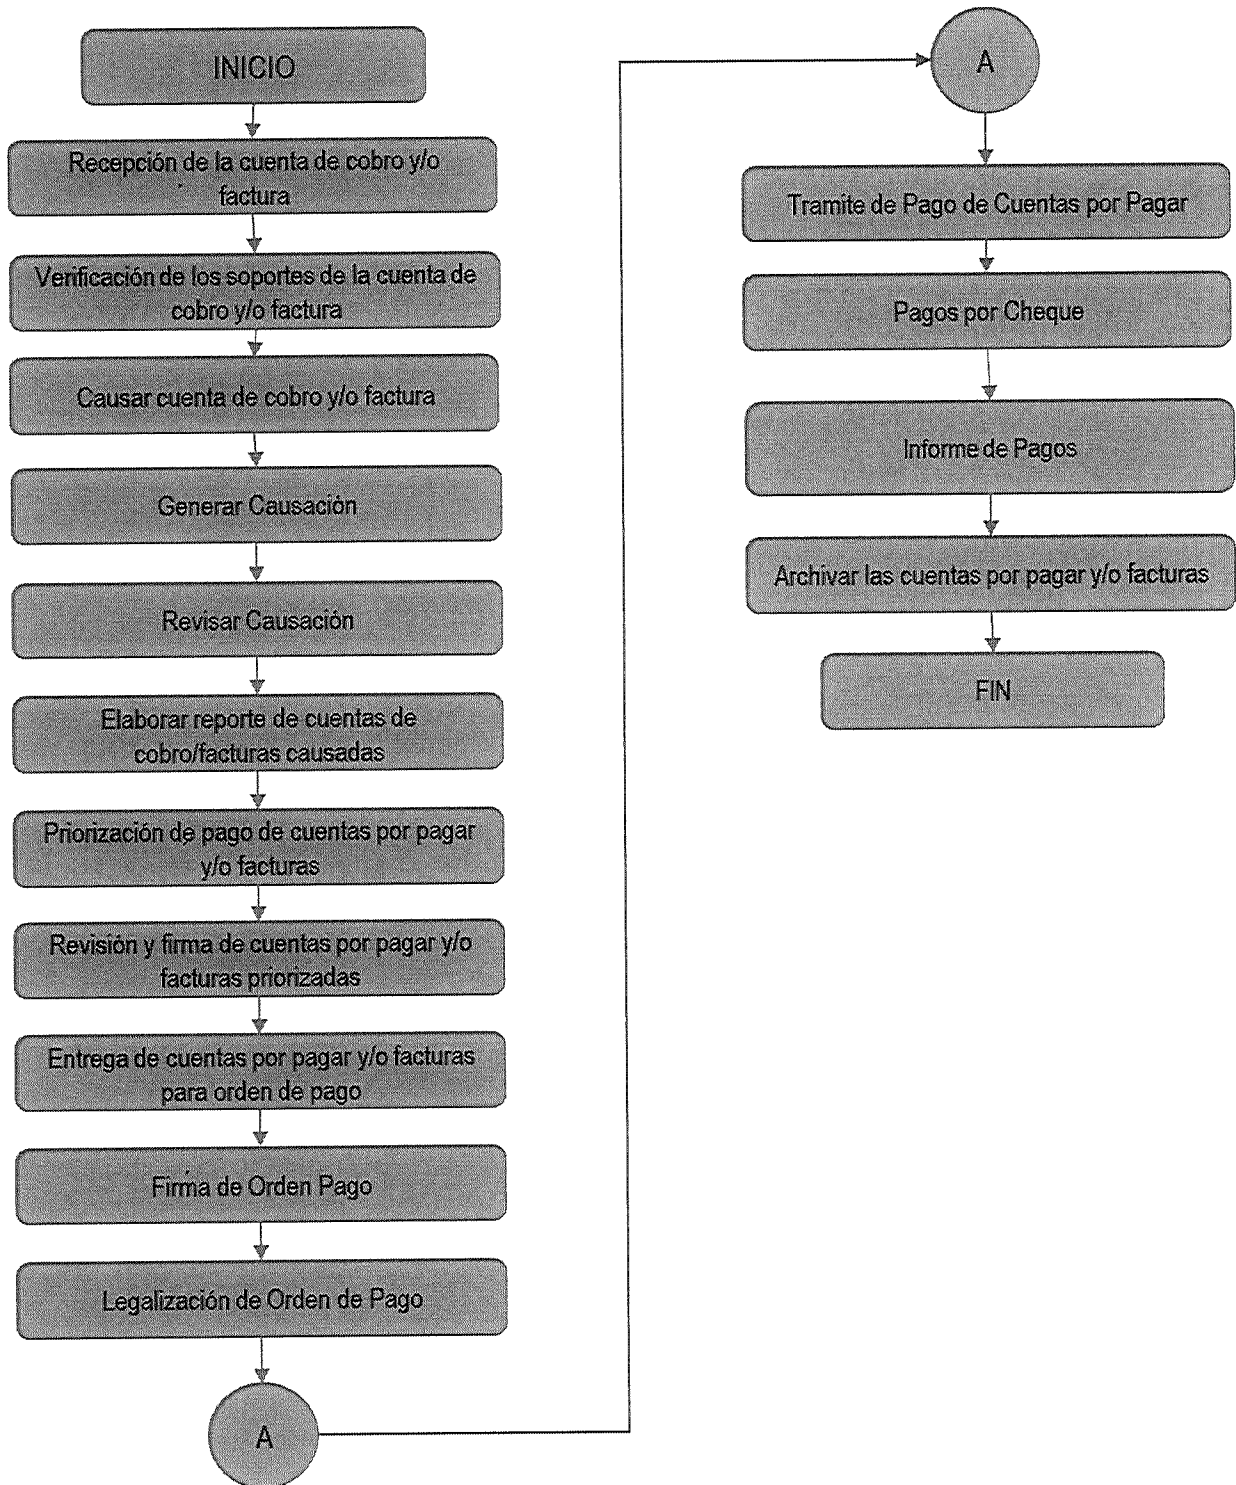 INICIO
Recepción de la cuenta de cobro y/o
factura
Verificación de los soportes de la cuenta de
cobro y/o factura
Causar cuenta de cobro y/o factura
Generar Causación
Revisar Causación
Elaborar reporte de cuentas de
cobro/facturas causadas
Priorización de pago de cuentas por pagar
y/o facturas
Revisión y firma de cuentas por pagar y/o
facturas priorizadas
Entrega de cuentas por pagar y/o facturas
para orden de pago
Firma de Orden Pago
Legalización de Orden de Pago
A
A
Tramite de Pago de Cuentas por Pagar
Pagos por Cheque
Informe de Pagos
Archivar las cuentas por pagar y/o facturas
FIN